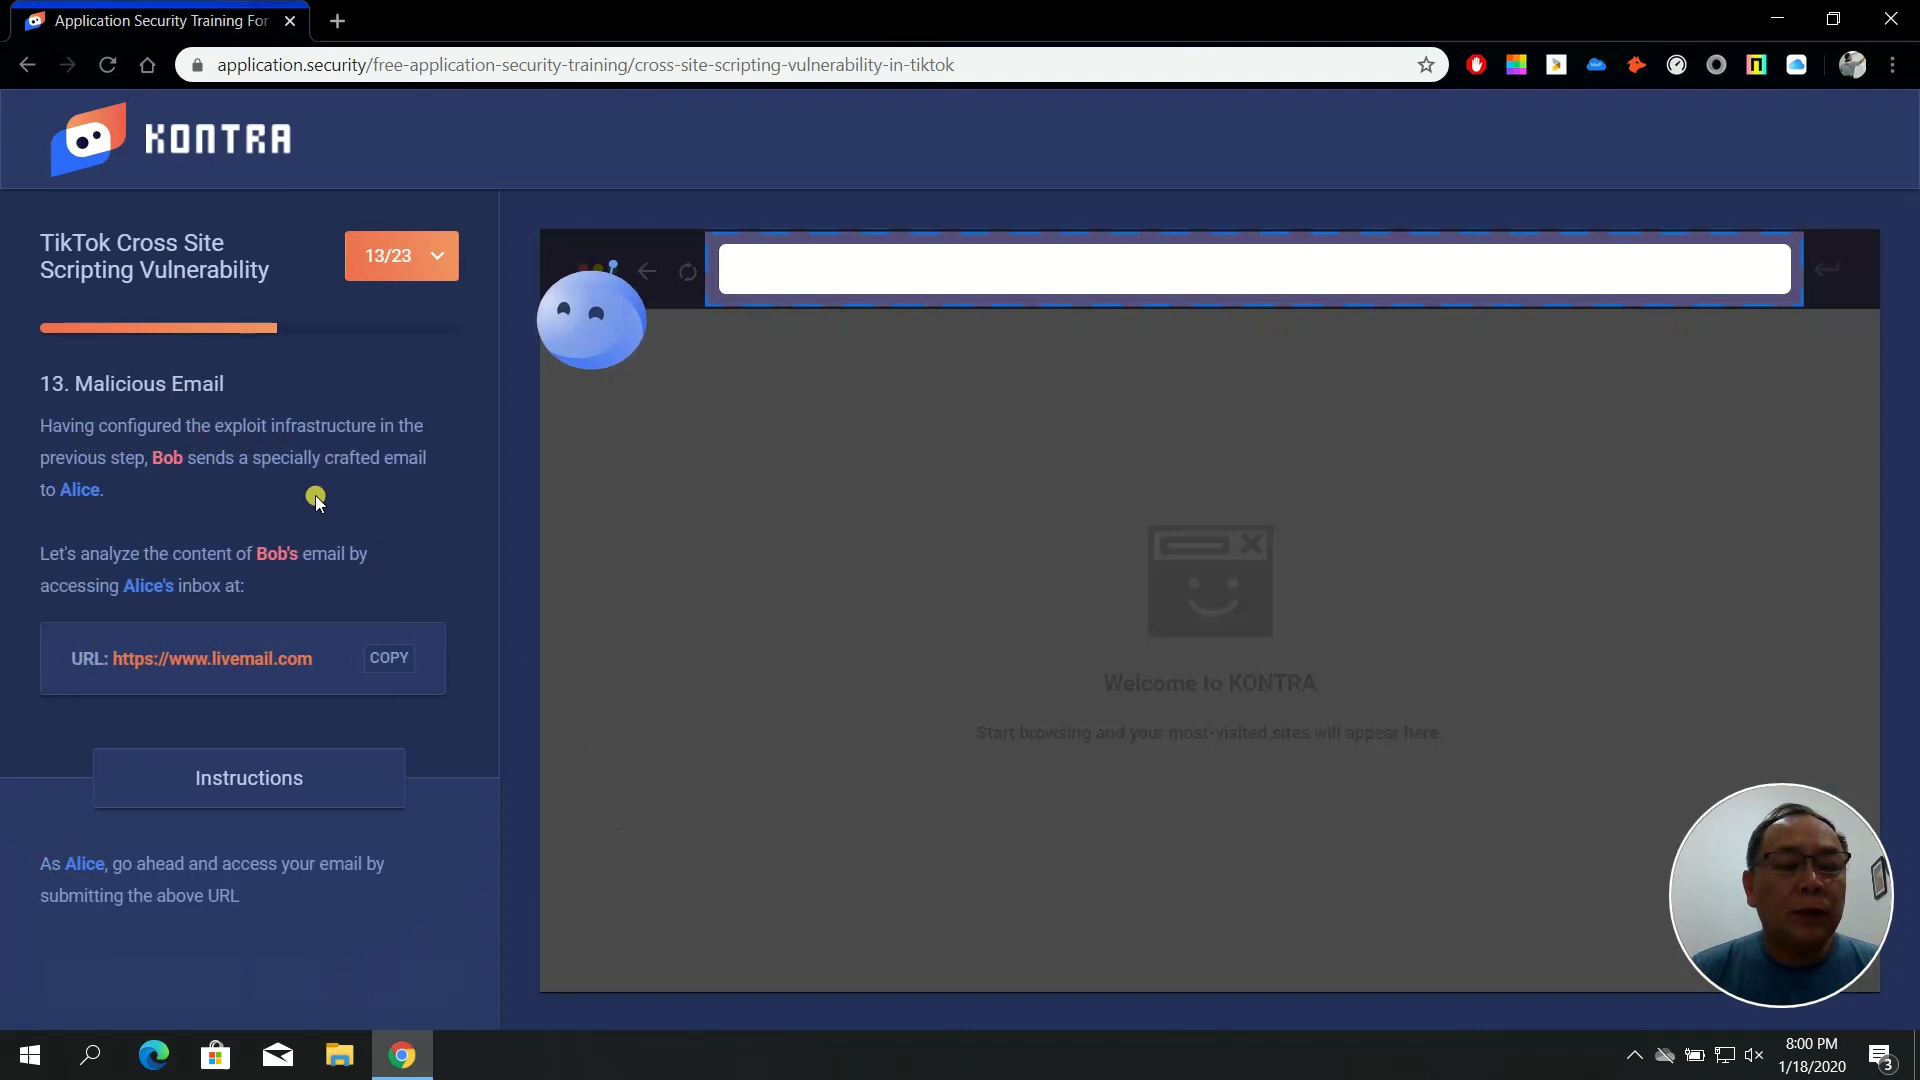 Application Security Training For
application.security/free-application-security-training/cross-site-scripting-vulnerability-in-tiktok
KONTRA
TikTok Cross Site
Scripting Vulnerability
13/23
13. Malicious Email
Having configured the exploit infrastructure in the
previous step, Bob sends a specially crafted email
to Alice.
Let's analyze the content of Bob's email by
accessing Alice's inbox at:
URL: https://www.livemail.com
COPY
Instructions
As Alice, go ahead and access your email by
submitting the above URL
Welcome to KONTRA
Start browsing and your most-visited sites will appear here.
8:00 PM
1/18/2020
3